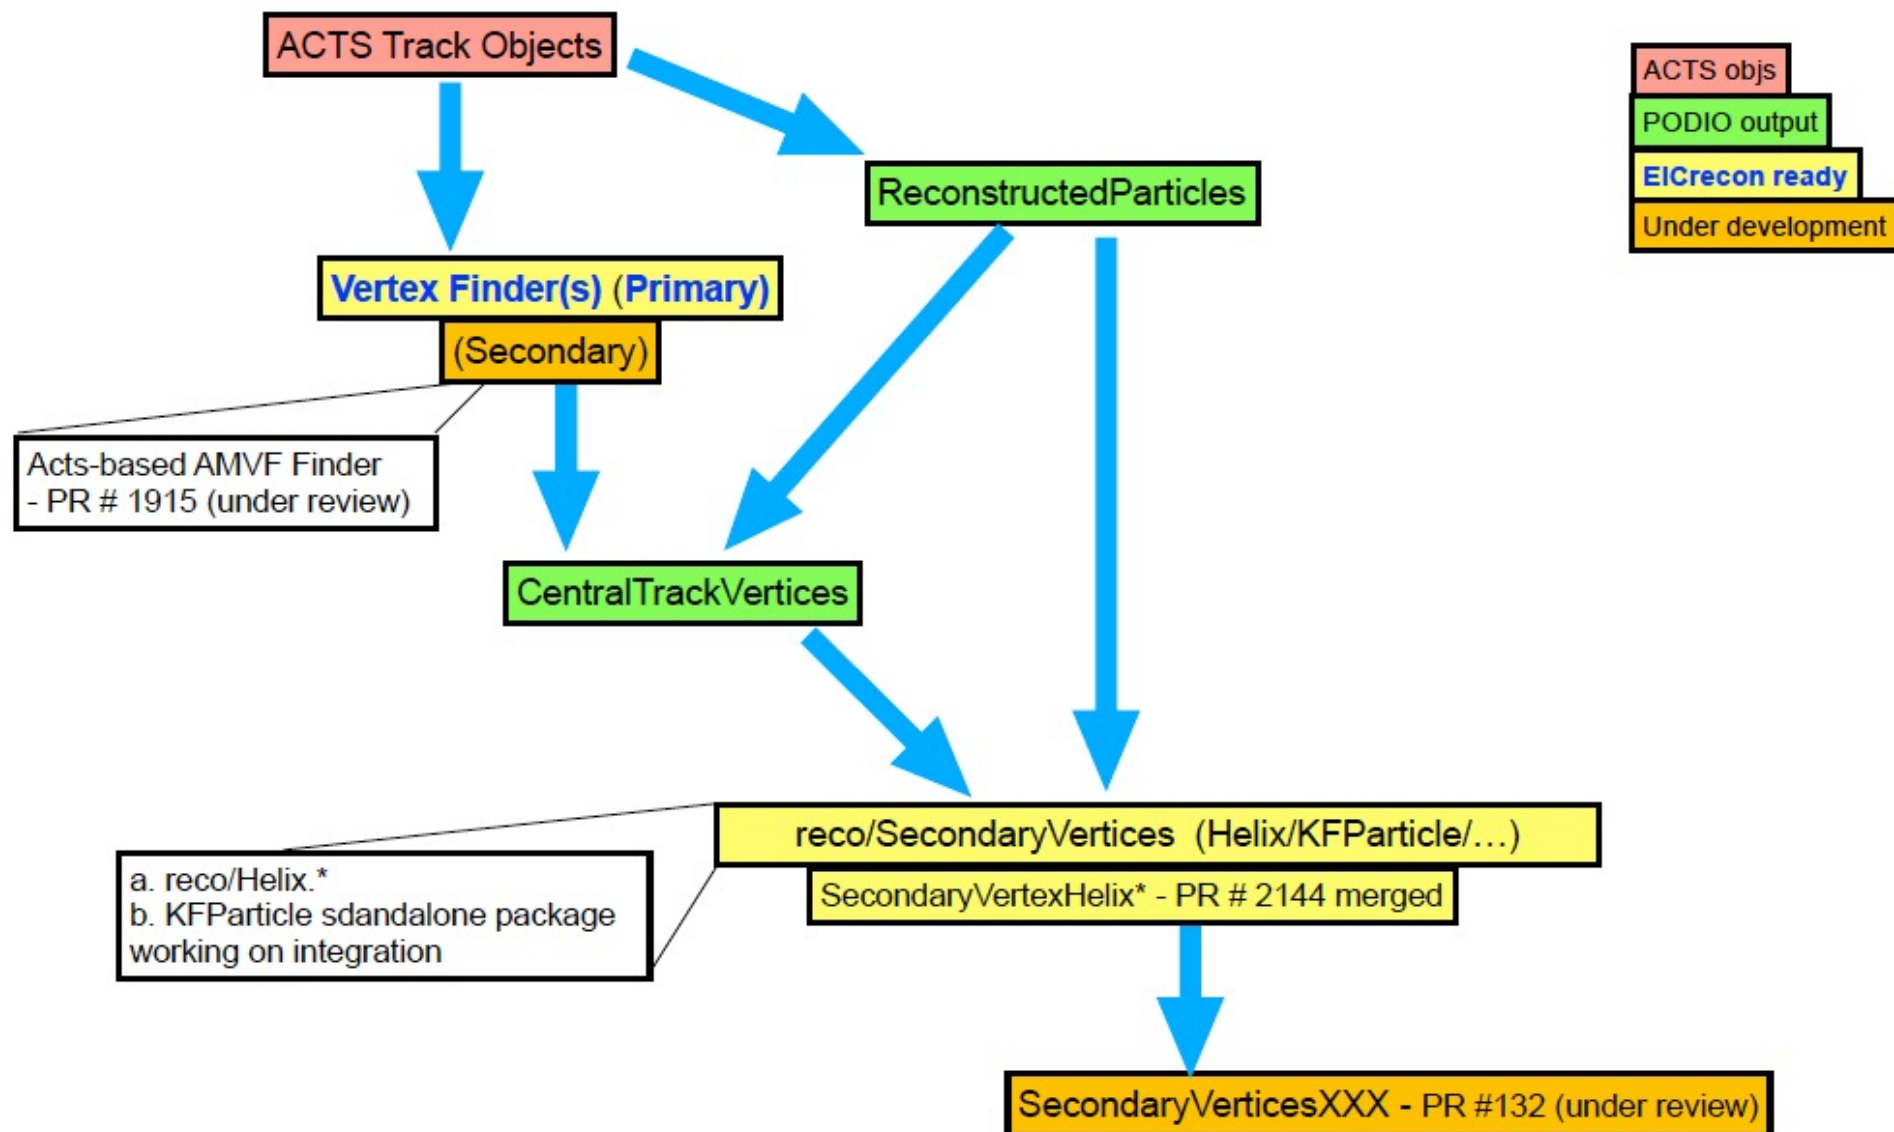 ACTS Track Objects
ACTS objs
PODIO output
EICrecon ready
Under development
ReconstructedParticles
Vertex Finder(s) (Primary)
(Secondary)
Acts-based AMVF Finder
- PR # 1915 (under review)
CentralTrackVertices
reco/SecondaryVertices (Helix/KFParticle/…)
SecondaryVertexHelix* - PR # 2144 merged
a. reco/Helix.*
b. KFParticle sdandalone package
working on integration
SecondaryVerticesXXX - PR #132 (under review)